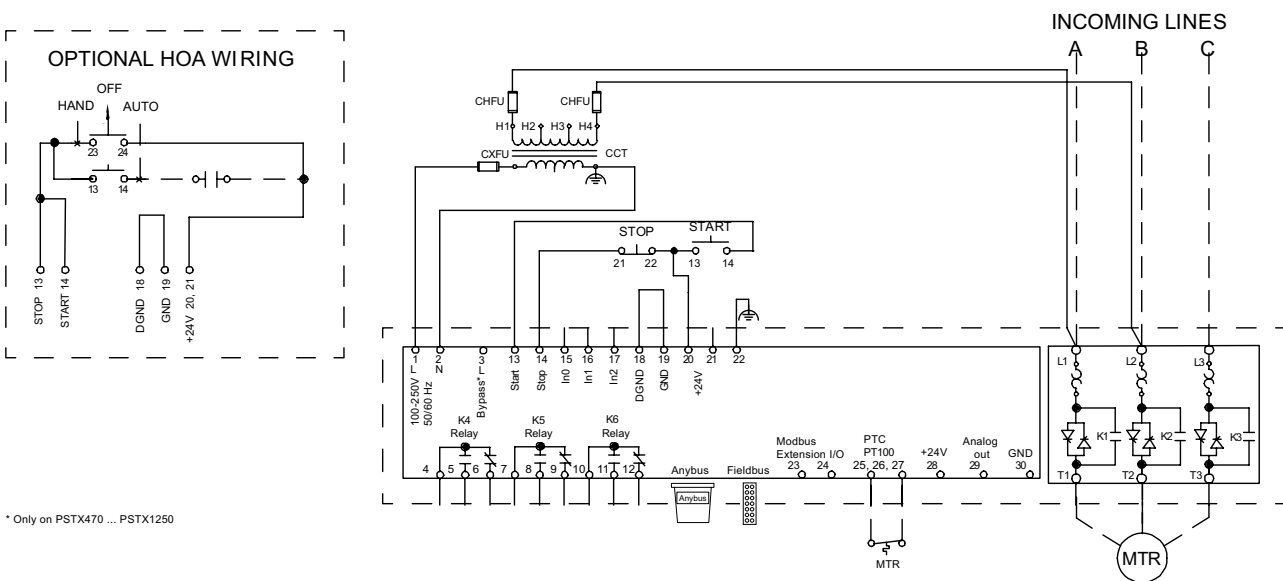 OPTIONAL HOA WIRING
OFF
HAND AUTO
23 24
13 14
STOP 13
START 14
DGND 18
GND 19
+24V 20, 21
INCOMING LINES
A B C
CHFU CHFU
H1 H2 H3 H4
CXFU CCT
STOP START
21 22 13 14
1 2 3 13 14 15 16 17 18 19 20 21 22
L N Bypass* L Start Stop In0 In1 In2 DGND GND +24V
100-250V
50/60 Hz
K4
Relay
K5
Relay
K6
Relay
4 5 6 7 8 9 10 11 12
Anybus
Anybus
Fieldbus
Modbus
Extension I/O
23 24
PTC
PT100
25, 26, 27
+24V
28
Analog
out
29
GND
30
L1 L2 L3
K1 K2 K3
T1 T2 T3
MTR
MTR
* Only on PSTX470 ... PSTX1250